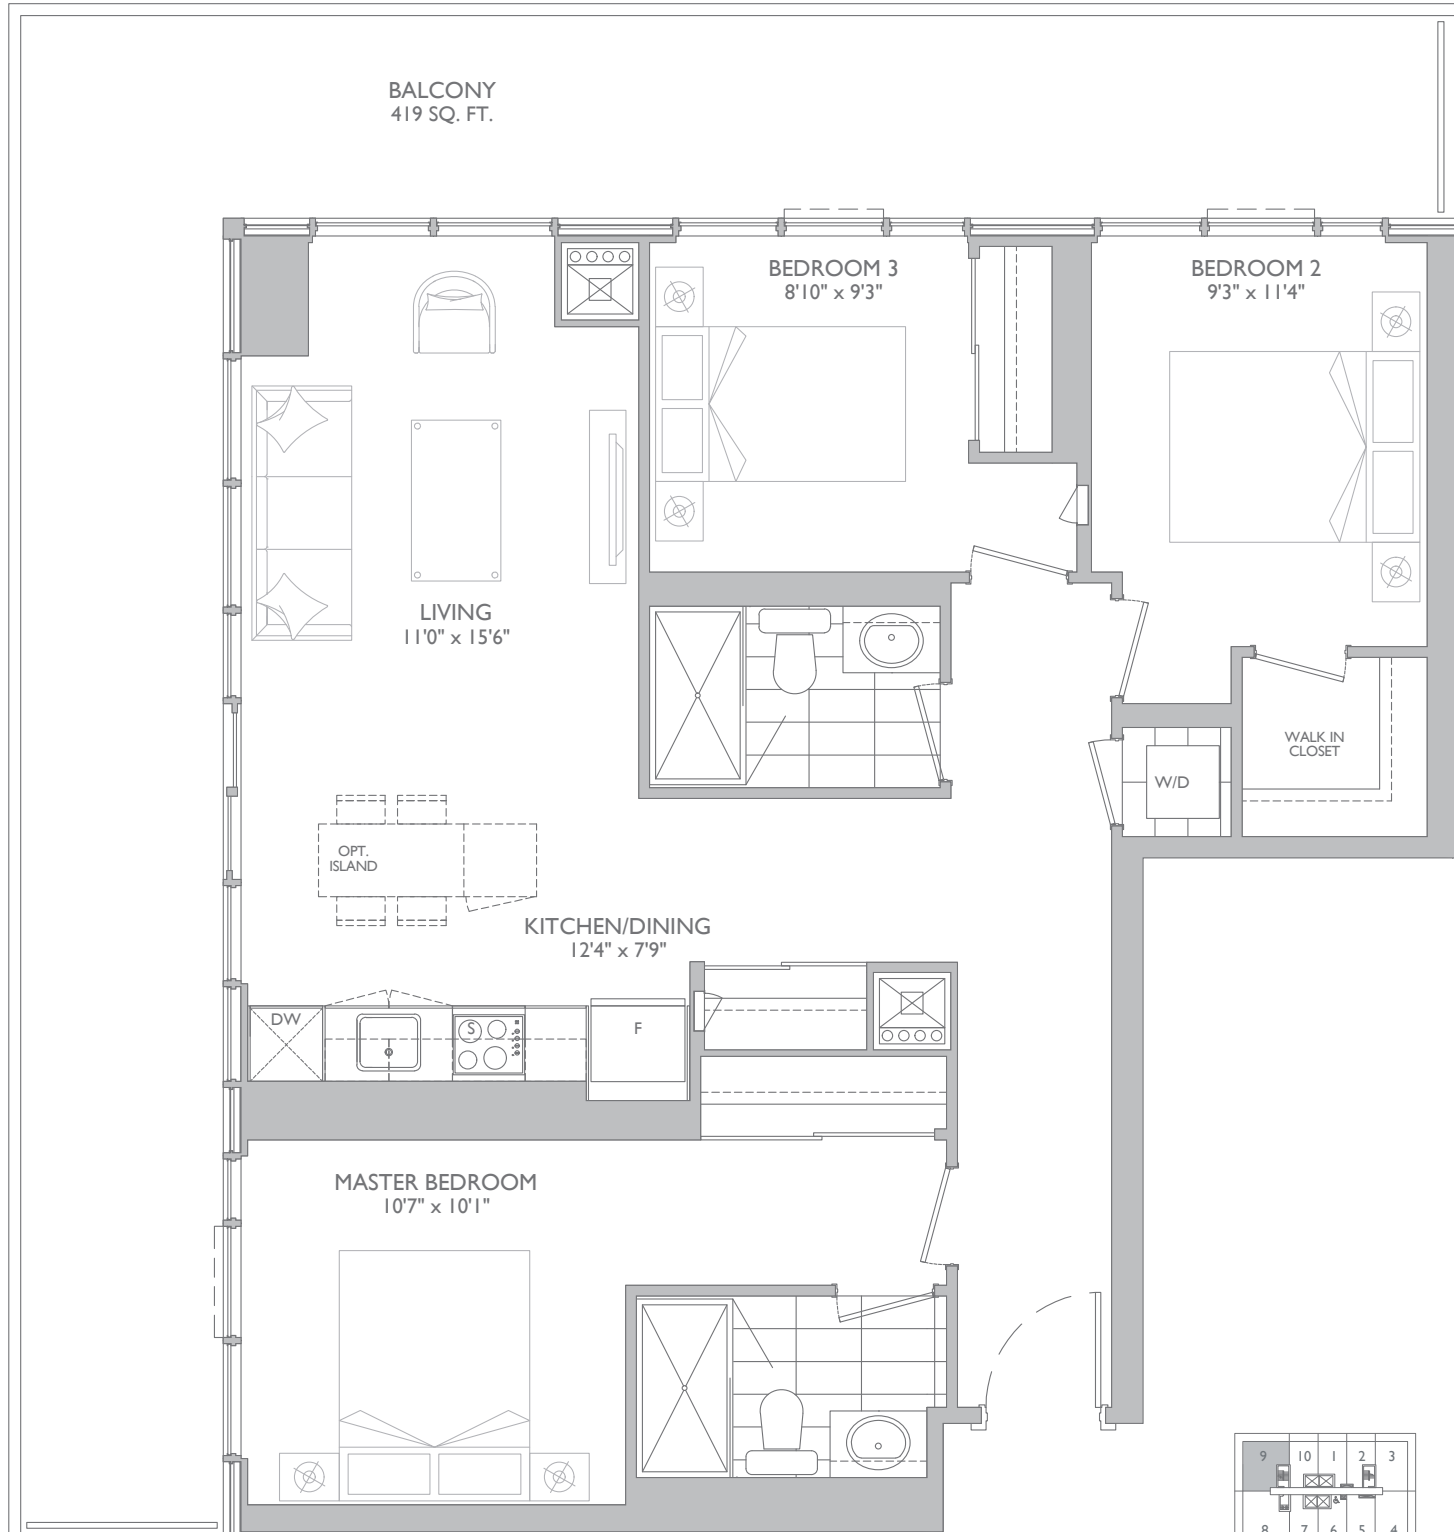 BALCONY
419 SQ. FT.
BEDROOM 3
8'10" x 9'3"
BEDROOM 2
9'3" x 11'4"
LIVING
11'0" x 15'6"
WALK IN
CLOSET
W/D
OPT.
ISLAND
KITCHEN/DINING
12'4" x 7'9"
DW
S
F
MASTER BEDROOM
10'7" x 10'1"
9 10 1 2 3
8 7 6 5 4